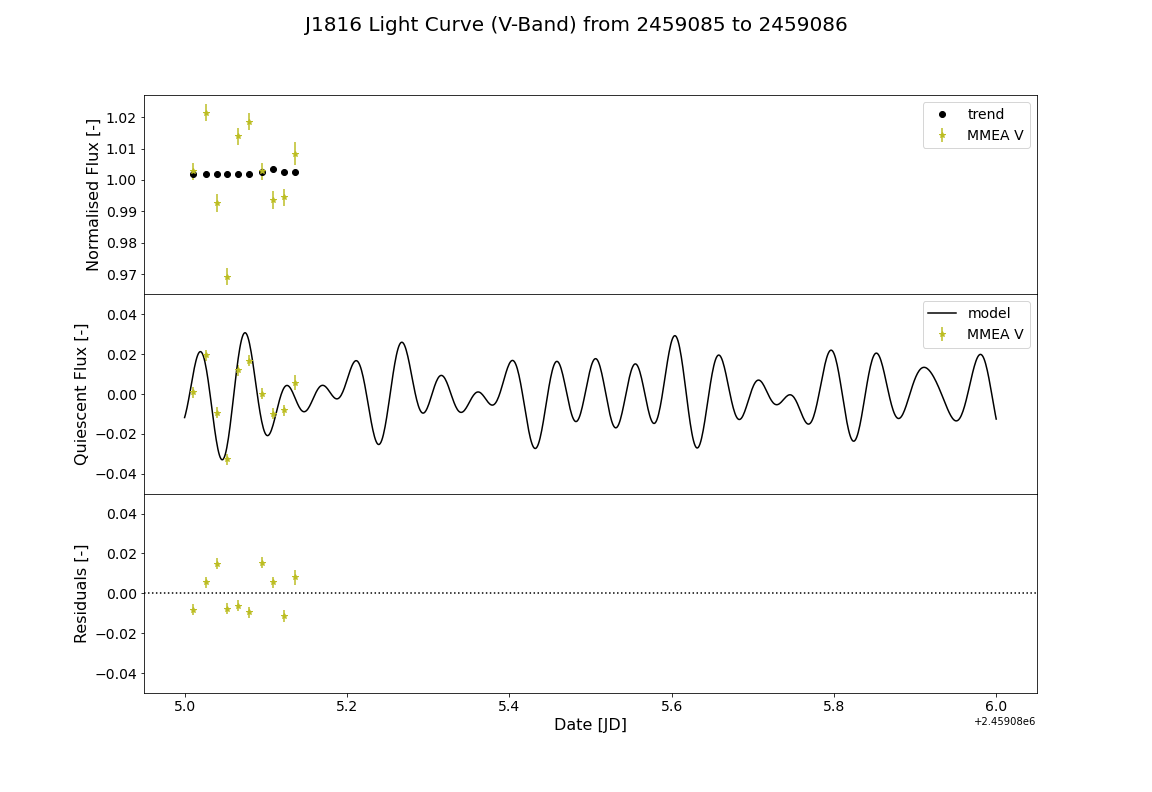 J1816 Light Curve (V-Band) from 2459085 to 2459086
Normalised Flux [-]
1.02
1.01
1.00
0.99
0.98
0.97
trend
MMEA V
Quiescent Flux [-]
0.04
0.02
0.00
−0.02
−0.04
model
MMEA V
Residuals [-]
0.04
0.02
0.00
−0.02
−0.04
5.0 5.2 5.4 5.6 5.8 6.0
Date [JD]
+2.45908e6